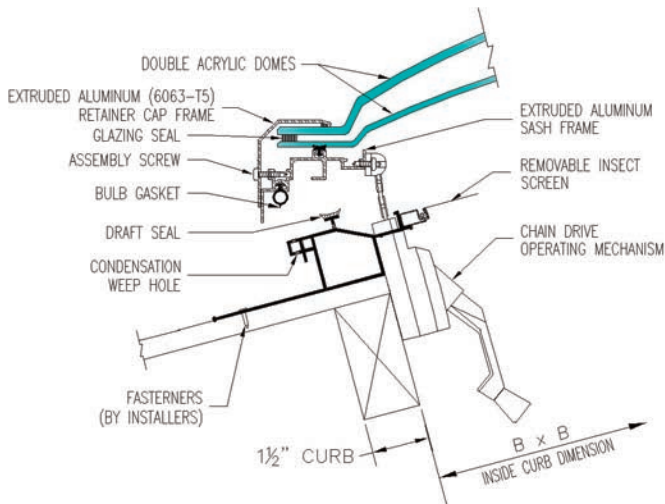 DOUBLE ACRYLIC DOMES
EXTRUDED ALUMINUM (6063-T5)
RETAINER CAP FRAME
GLAZING SEAL
ASSEMBLY SCREW
BULB GASKET
DRAFT SEAL
CONDENSATION
WEEP HOLE
EXTRUDED ALUMINUM
SASH FRAME
REMOVABLE INSECT
SCREEN
CHAIN DRIVE
OPERATING MECHANISM
FASTERNERS
(BY INSTALLERS)
1½" CURB
B x B
INSIDE CURB DIMENSION